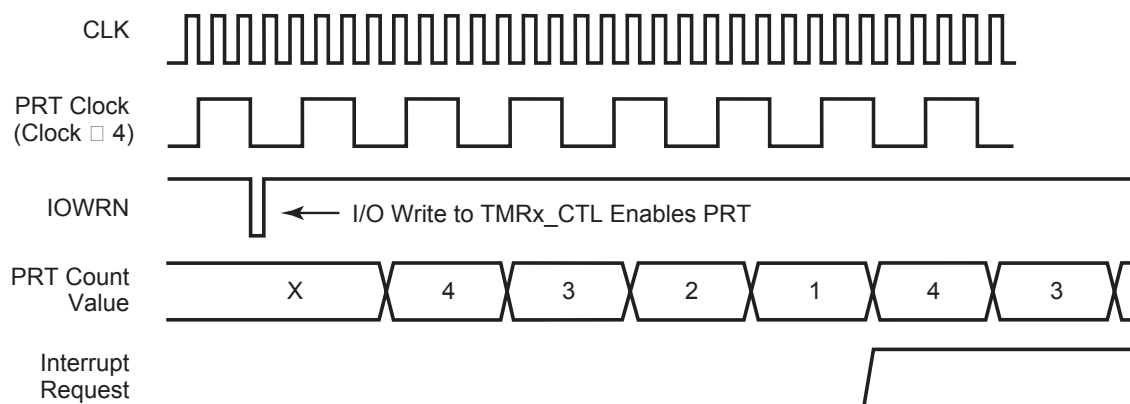 CLK
PRT Clock
(Clock □ 4)
IOWRN
I/O Write to TMRx_CTL Enables PRT
PRT Count
Value
X 4 3 2 1 4 3
Interrupt
Request